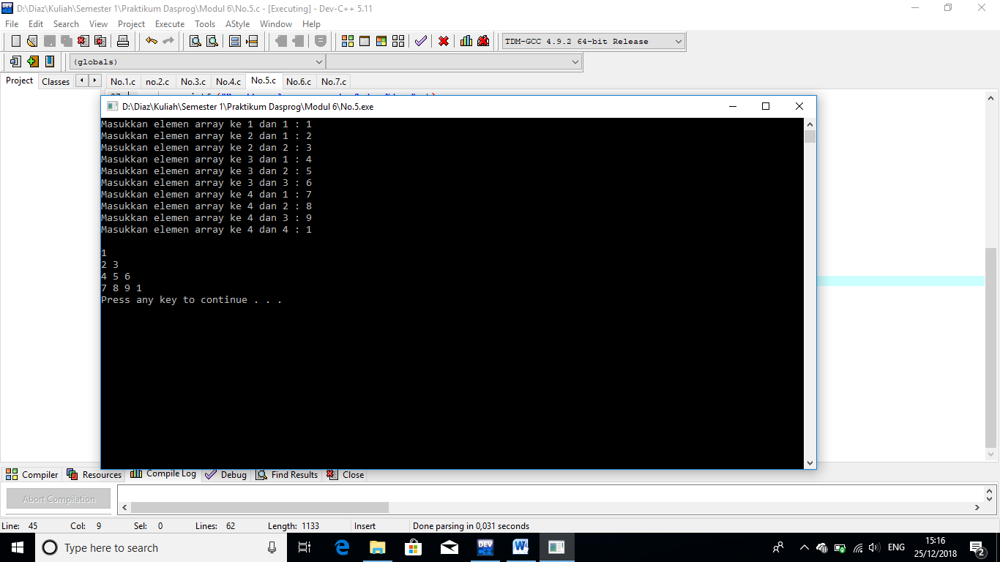 D:\Diaz\Kuliah\Semester 1\Praktikum Dasprog\Modul 6\No.5.c - [Executing] - Dev-C++ 5.11
File Edit Search View Project Execute Tools AStyle Window Help
TDM-GCC 4.9.2 64-bit Release
(globals)
Project Classes No.1.c no.2.c No.3.c No.4.c No.5.c No.6.c No.7.c
D:\Diaz\Kuliah\Semester 1\Praktikum Dasprog\Modul 6\No.5.exe
Masukkan elemen array ke 1 dan 1 : 1
Masukkan elemen array ke 2 dan 1 : 2
Masukkan elemen array ke 2 dan 2 : 3
Masukkan elemen array ke 3 dan 1 : 4
Masukkan elemen array ke 3 dan 2 : 5
Masukkan elemen array ke 3 dan 3 : 6
Masukkan elemen array ke 4 dan 1 : 7
Masukkan elemen array ke 4 dan 2 : 8
Masukkan elemen array ke 4 dan 3 : 9
Masukkan elemen array ke 4 dan 4 : 1
1
2 3
4 5 6
7 8 9 1
Press any key to continue . . .
Compiler Resources Compile Log Debug Find Results Close
Abort Compilation
Line: 45 Col: 9 Sel: 0 Lines: 62 Length: 1133 Insert Done parsing in 0,031 seconds
Type here to search
ENG
15:16
25/12/2018
2